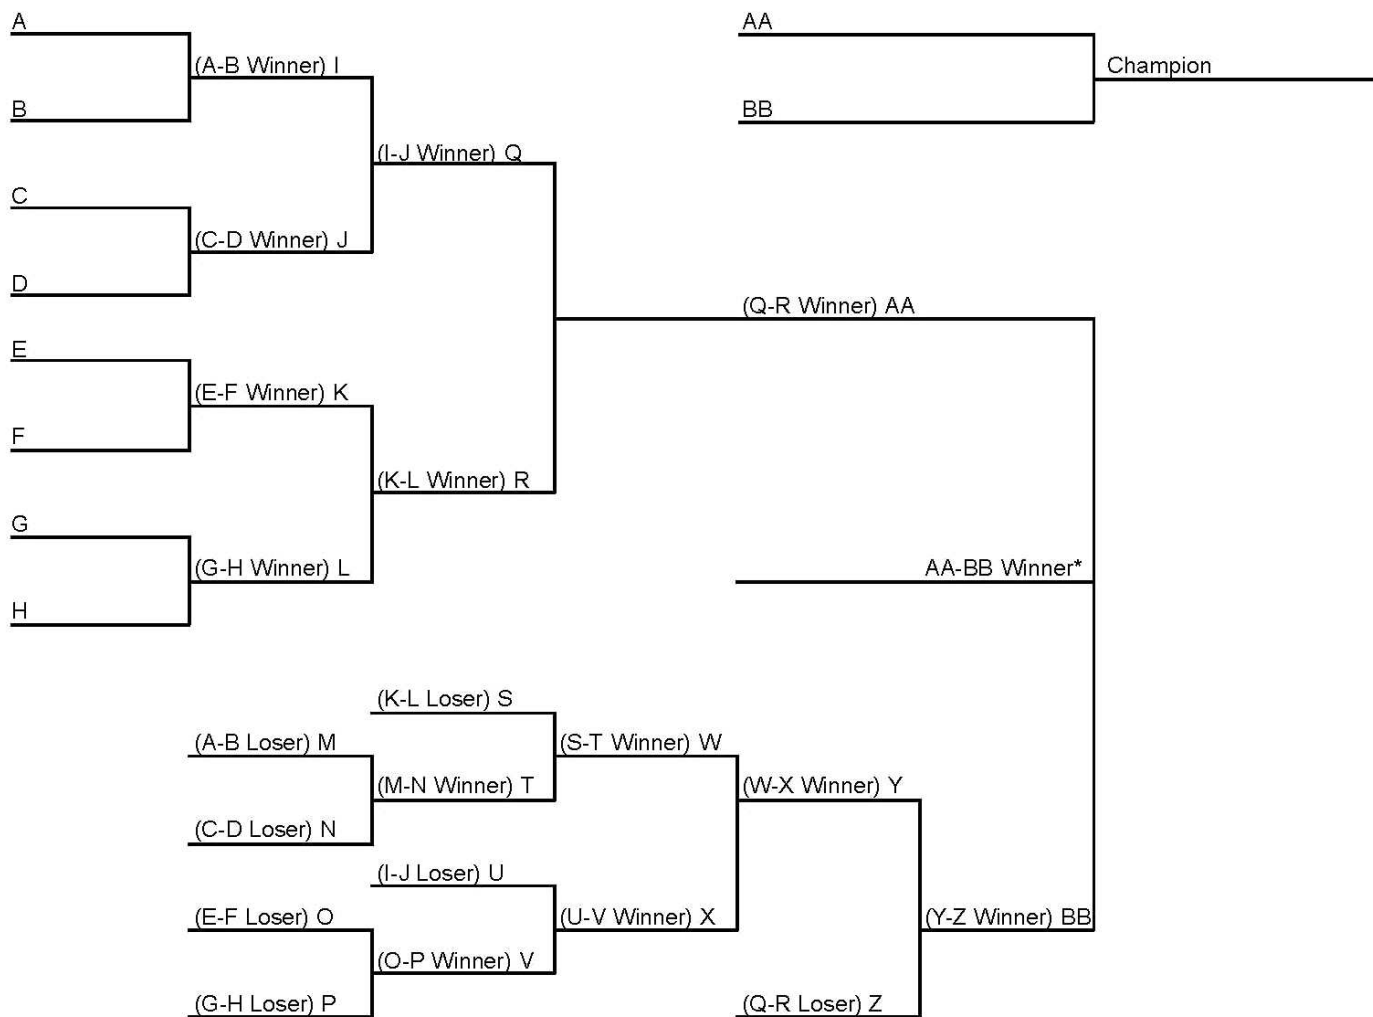 A
(A-B Winner) I
B
(I-J Winner) Q
C
(C-D Winner) J
D
E
(E-F Winner) K
F
(K-L Winner) R
G
(G-H Winner) L
H
AA
Champion
BB
(Q-R Winner) AA
AA-BB Winner*
(K-L Loser) S
(A-B Loser) M
(S-T Winner) W
(M-N Winner) T
(W-X Winner) Y
(C-D Loser) N
(I-J Loser) U
(E-F Loser) O
(U-V Winner) X
(Y-Z Winner) BB
(O-P Winner) V
(G-H Loser) P
(Q-R Loser) Z